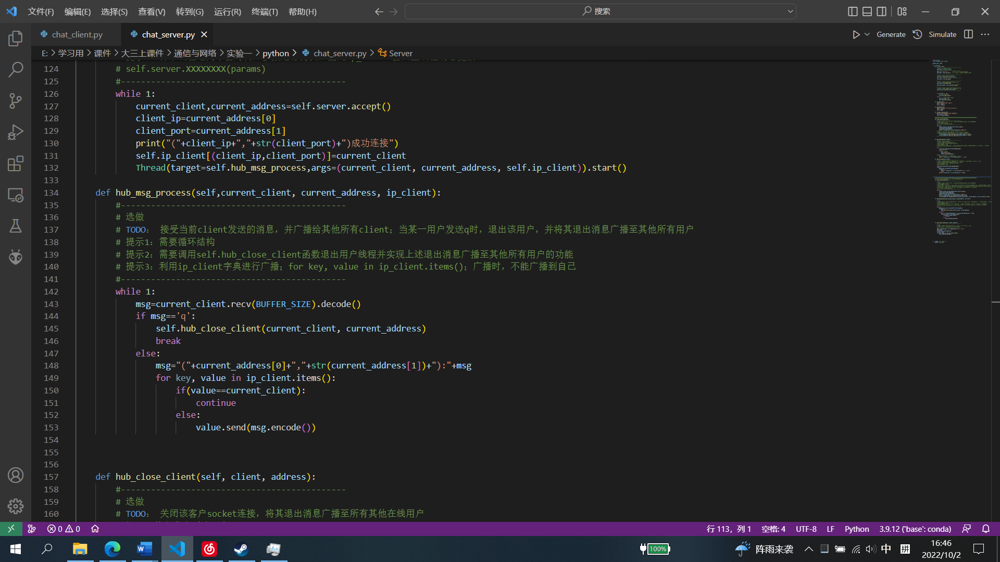 文件(F) 编辑(E) 选择(S) 查看(V) 转到(G) 运行(R) 终端(T) 帮助(H) 搜索
chat_client.py chat_server.py Generate Simulate
E: 学习用 课件 大三上课件 通信与网络 实验一 python chat_server.py Server
124 # self.server.XXXXXXXX(params)
125 #---------------------------------------------
126 while 1:
127 current_client,current_address=self.server.accept()
128 client_ip=current_address[0]
129 client_port=current_address[1]
130 print("("+client_ip+","+str(client_port)+")成功连接")
131 self.ip_client[(client_ip,client_port)]=current_client
132 Thread(target=self.hub_msg_process,args=(current_client, current_address, self.ip_client)).start()
133
134 def hub_msg_process(self,current_client, current_address, ip_client):
135 #---------------------------------------------
136 # 选做
137 # TODO： 接受当前client发送的消息，并广播给其他所有client；当某一用户发送q时，退出该用户，并将其退出消息广播至其他所有用户
138 # 提示1：需要循环结构
139 # 提示2：需要调用self.hub_close_client函数退出用户线程并实现上述退出消息广播至其他所有用户的功能
140 # 提示3：利用ip_client字典进行广播；for key, value in ip_client.items()；广播时，不能广播到自己
141 #---------------------------------------------
142 while 1:
143 msg=current_client.recv(BUFFER_SIZE).decode()
144 if msg=='q':
145 self.hub_close_client(current_client, current_address)
146 break
147 else:
148 msg="("+current_address[0]+","+str(current_address[1])+"):"+msg
149 for key, value in ip_client.items():
150 if(value==current_client):
151 continue
152 else:
153 value.send(msg.encode())
154
155
156
157 def hub_close_client(self, client, address):
158 #---------------------------------------------
159 # 选做
160 # TODO： 关闭该客户socket连接，将其退出消息广播至所有其他在线用户
0 0 行 113，列 1 空格: 4 UTF-8 LF Python 3.9.12 ('base': conda)
100% 阵雨来袭 中 拼 16:46
2022/10/2